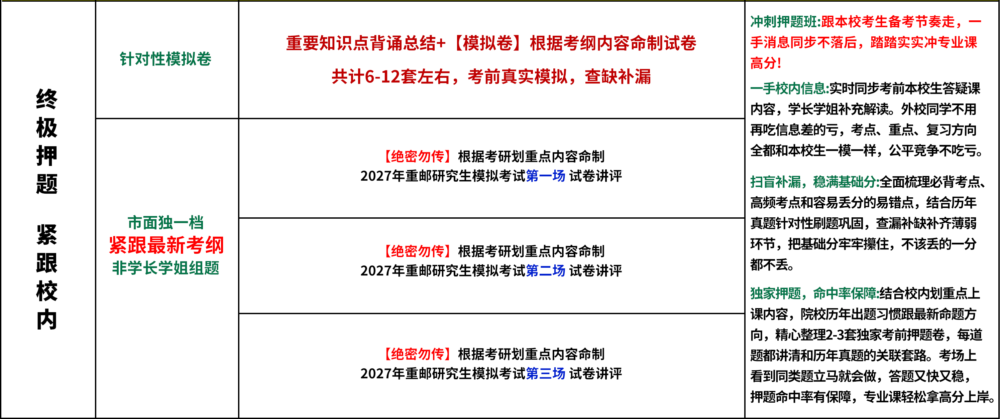 终
极
押
题
紧
跟
校
内
针对性模拟卷
重要知识点背诵总结+【模拟卷】根据考纲内容命制试卷
共计6-12套左右，考前真实模拟，查缺补漏
市面独一档
紧跟最新考纲
非学长学姐组题
【绝密勿传】根据考研划重点内容命制
2027年重邮研究生模拟考试第一场 试卷讲评
【绝密勿传】根据考研划重点内容命制
2027年重邮研究生模拟考试第二场 试卷讲评
【绝密勿传】根据考研划重点内容命制
2027年重邮研究生模拟考试第三场 试卷讲评
冲刺押题班:跟本校考生备考节奏走，一
手消息同步不落后，踏踏实实冲专业课
高分!
一手校内信息:实时同步考前本校生答疑课
内容，学长学姐补充解读。外校同学不用
再吃信息差的亏，考点、重点、复习方向
全都和本校生一模一样，公平竞争不吃亏。
扫盲补漏，稳满基础分:全面梳理必背考点、
高频考点和容易丢分的易错点，结合历年
真题针对性刷题巩固，查漏补缺补齐薄弱
环节，把基础分牢牢攥住，不该丢的一分
都不丢。
独家押题，命中率保障:结合校内划重点上
课内容，院校历年出题习惯跟最新命题方
向，精心整理2-3套独家考前押题卷，每道
题都讲清和历年真题的关联套路。考场上
看到同类题立马就会做，答题又快又稳，
押题命中率有保障，专业课轻松拿高分上岸。